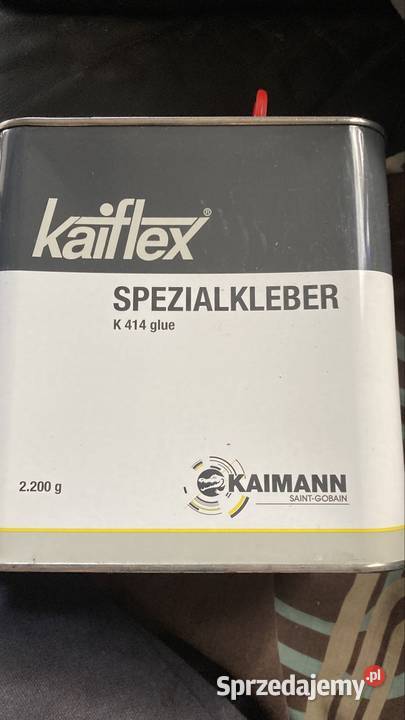 kaiflex®
SPEZIALKLEBER
K 414 glue
2.200 g
KAIMANN
SAINT-GOBAIN
Sprzedajemy.pl